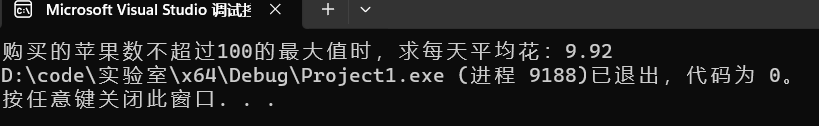 Microsoft Visual Studio 调试
购买的苹果数不超过100的最大值时，求每天平均花：9.92
D:\code\实验室\x64\Debug\Project1.exe (进程 9188)已退出，代码为 0。
按任意键关闭此窗口. . .